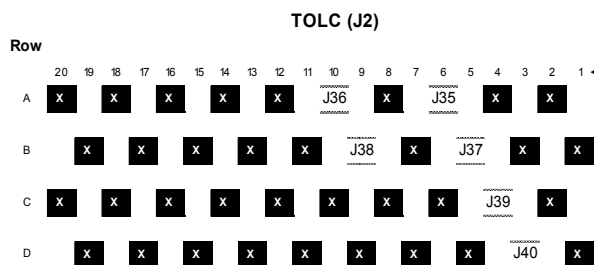 TOLC (J2)
Row
20 19 18 17 16 15 14 13 12 11 10 9 8 7 6 5 4 3 2 1
A X X X X X J36 X J35 X X
B X X X X X J38 X J37 X X
C X X X X X X X X J39 X
D X X X X X X X X J40 X